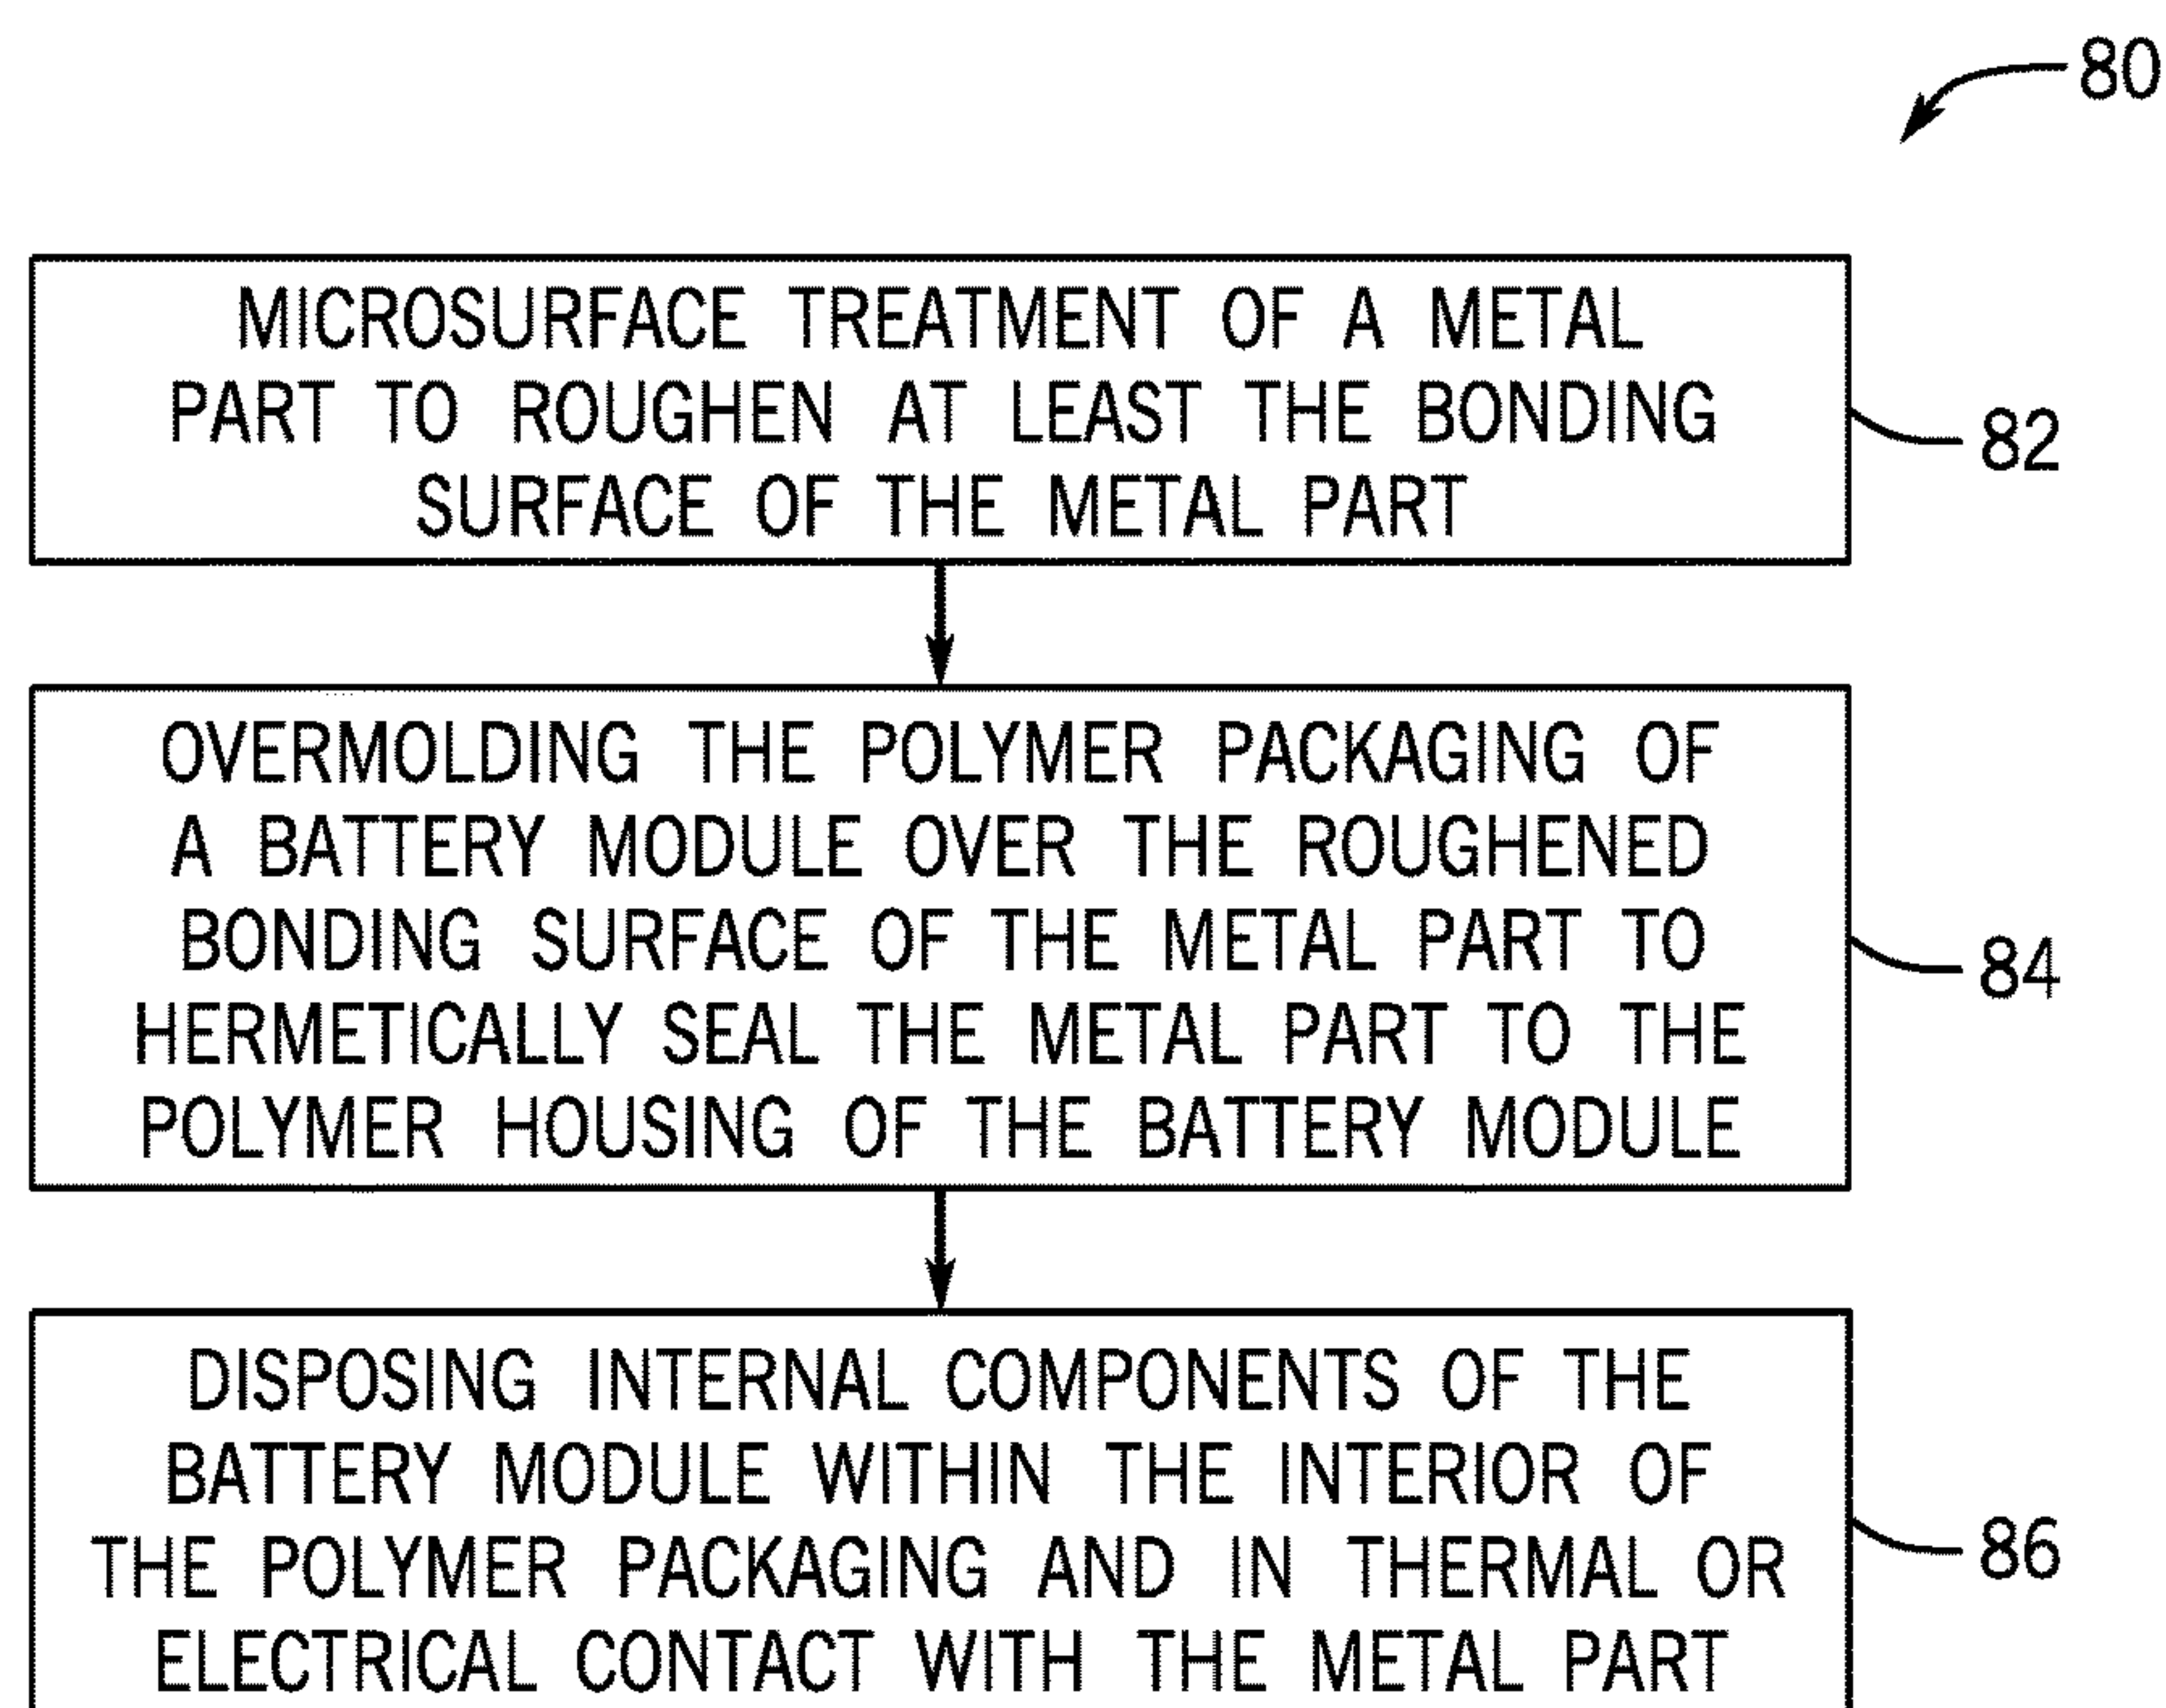 80
MICROSURFACE TREATMENT OF A METAL
PART TO ROUGHEN AT LEAST THE BONDING
SURFACE OF THE METAL PART
82
OVERMOLDING THE POLYMER PACKAGING OF
A BATTERY MODULE OVER THE ROUGHENED
BONDING SURFACE OF THE METAL PART TO
HERMETICALLY SEAL THE METAL PART TO THE
POLYMER HOUSING OF THE BATTERY MODULE
84
DISPOSING INTERNAL COMPONENTS OF THE
BATTERY MODULE WITHIN THE INTERIOR OF
THE POLYMER PACKAGING AND IN THERMAL OR
ELECTRICAL CONTACT WITH THE METAL PART
86